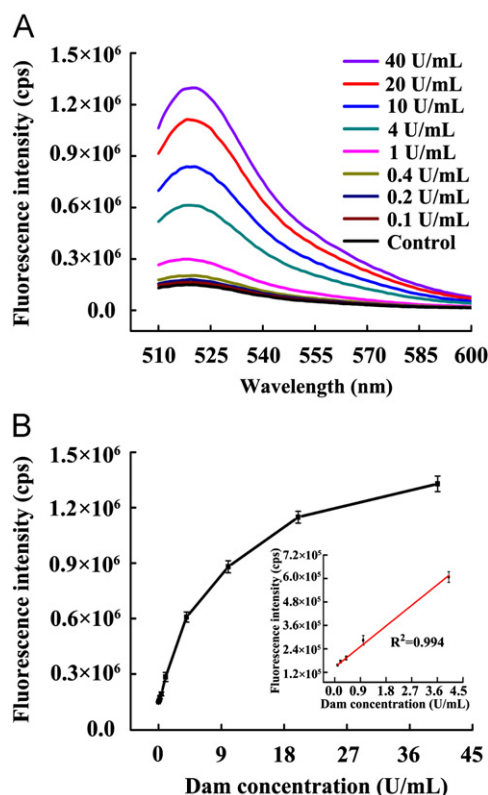 A
Fluorescence intensity (cps)
1.5×10⁶
1.2×10⁶
0.9×10⁶
0.6×10⁶
0.3×10⁶
0.0
40 U/mL
20 U/mL
10 U/mL
4 U/mL
1 U/mL
0.4 U/mL
0.2 U/mL
0.1 U/mL
Control
510 525 540 555 570 585 600
Wavelength (nm)
B
Fluorescence intensity (cps)
1.5×10⁶
1.2×10⁶
0.9×10⁶
0.6×10⁶
0.3×10⁶
0.0
Fluorescence intensity (cps)
7.2×10⁵
6.0×10⁵
4.8×10⁵
3.6×10⁵
2.4×10⁵
1.2×10⁵
R²=0.994
0.0 0.9 1.8 2.7 3.6 4.5
Dam concentration (U/mL)
0 9 18 27 36 45
Dam concentration (U/mL)